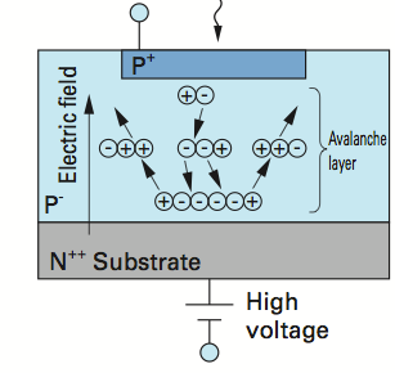 P+
+-
Electric field
-++
--+
++-
Avalanche
layer
+----+
P-
N++ Substrate
High
voltage